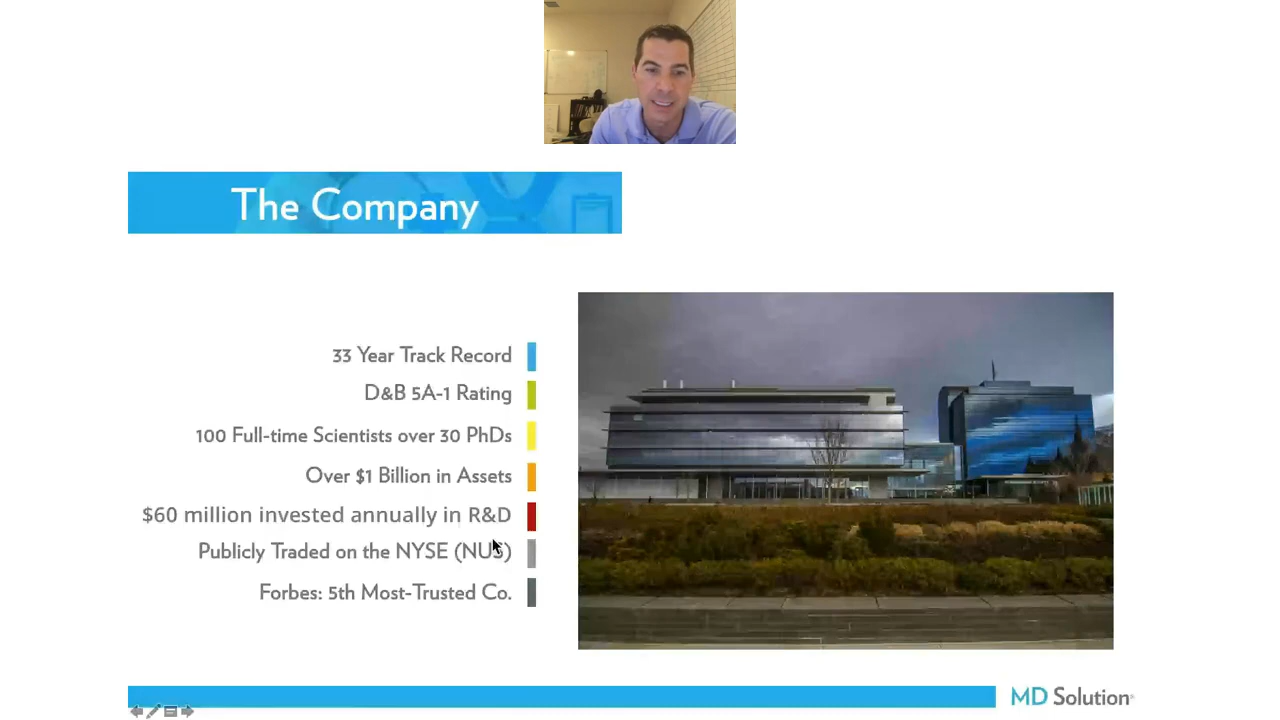 The Company
33 Year Track Record
D&B 5A-1 Rating
100 Full-time Scientists over 30 PhDs
Over $1 Billion in Assets
$60 million invested annually in R&D
Publicly Traded on the NYSE (NUS)
Forbes: 5th Most-Trusted Co.
MD Solution